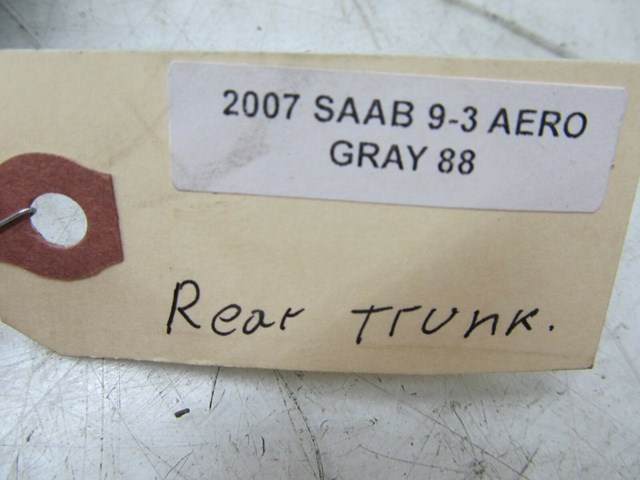 2007 SAAB 9-3 AERO
GRAY 88
Rear Trunk.